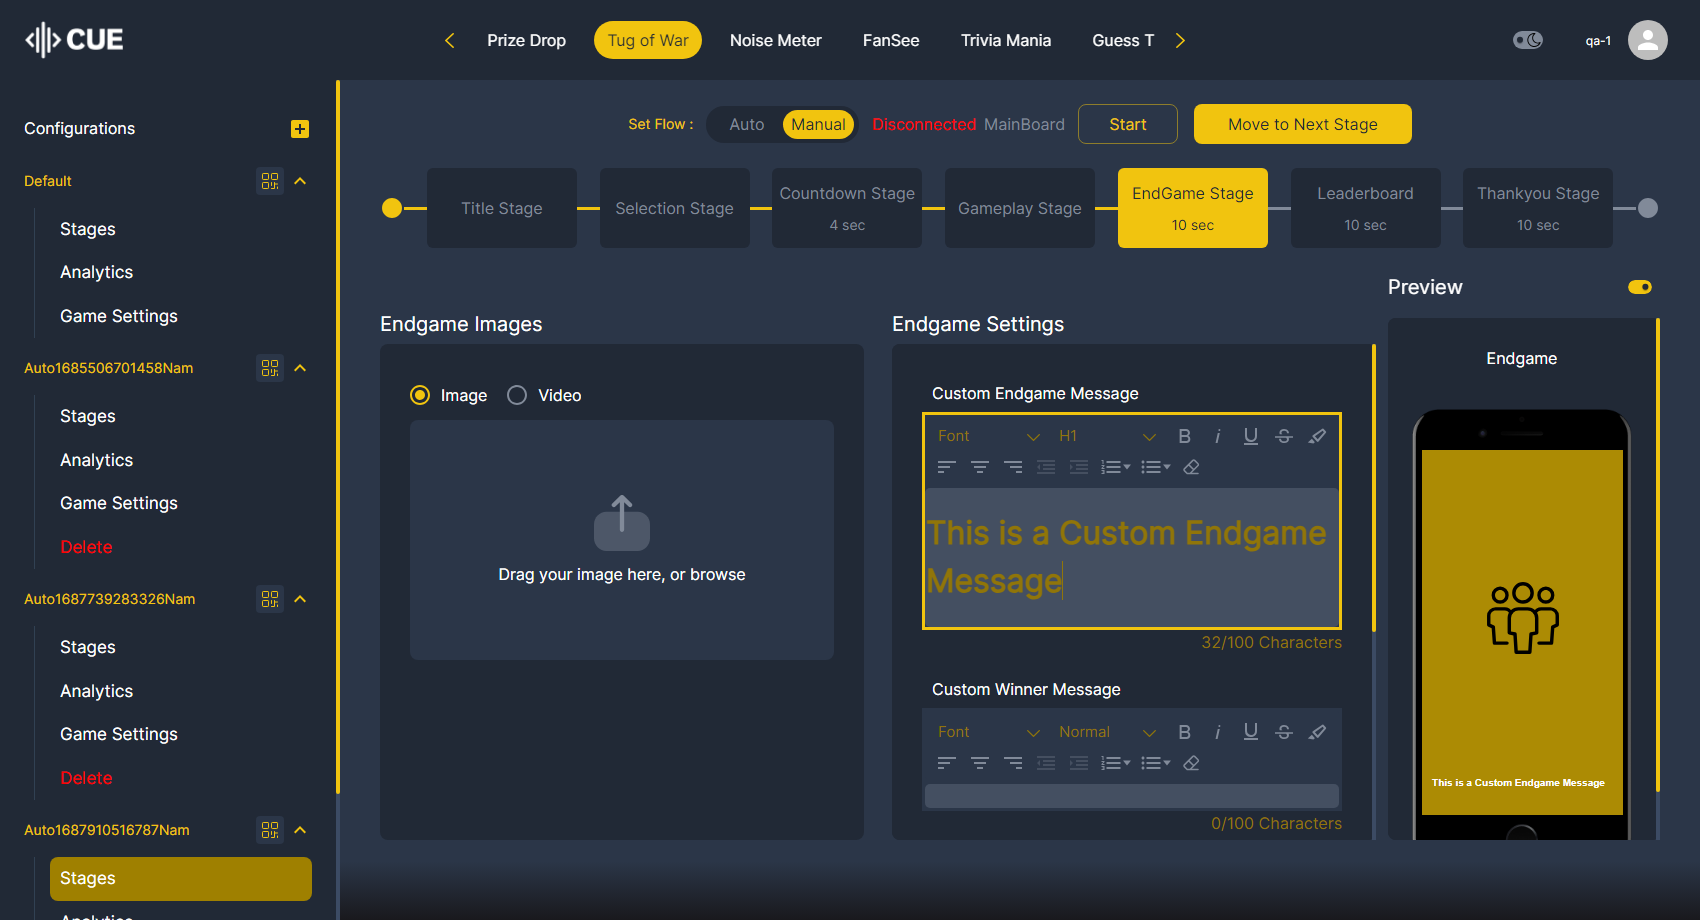 CUE
Prize Drop
Tug of War
Noise Meter
FanSee
Trivia Mania
Guess T
qa-1
Configurations
Default
Stages
Analytics
Game Settings
Auto1685506701458Nam
Stages
Analytics
Game Settings
Delete
Auto1687739283326Nam
Stages
Analytics
Game Settings
Delete
Auto1687910516787Nam
Stages
Analytics
Set Flow :
Auto
Manual
Disconnected MainBoard
Start
Move to Next Stage
Title Stage
Selection Stage
Countdown Stage
4 sec
Gameplay Stage
EndGame Stage
10 sec
Leaderboard
10 sec
Thankyou Stage
10 sec
Endgame Images
Image
Video
Drag your image here, or browse
Endgame Settings
Custom Endgame Message
Font
H1
B
i
U
S
This is a Custom Endgame
Message
32/100 Characters
Custom Winner Message
Font
Normal
B
i
U
S
0/100 Characters
Preview
Endgame
This is a Custom Endgame Message